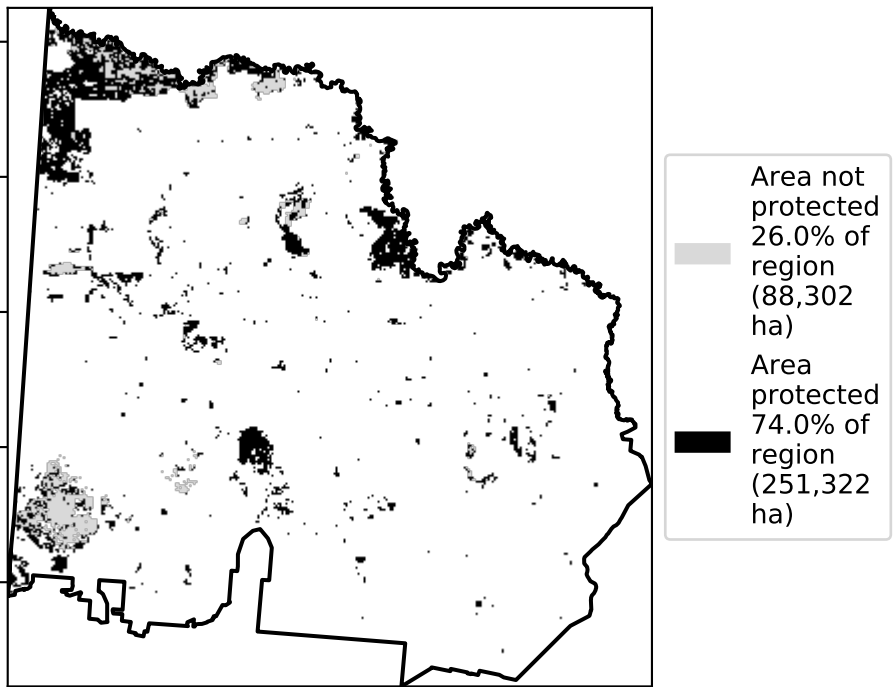 Area not
protected
26.0% of
region
(88,302
ha)
Area
protected
74.0% of
region
(251,322
ha)